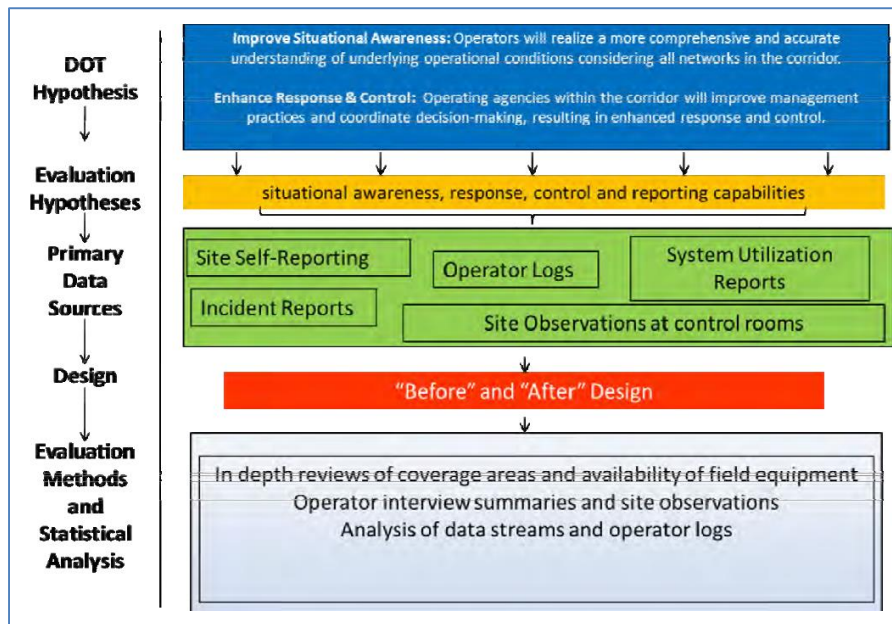 DOT
Hypothesis
Improve Situational Awareness: Operators will realize a more comprehensive and accurate
understanding of underlying operational conditions considering all networks in the corridor.
Enhance Response & Control: Operating agencies within the corridor will improve management
practices and coordinate decision-making, resulting in enhanced response and control.
Evaluation
Hypotheses
situational awareness, response, control and reporting capabilities
Primary
Data
Sources
Site Self-Reporting
Operator Logs
System Utilization
Reports
Incident Reports
Site Observations at control rooms
Design
“Before” and “After” Design
Evaluation
Methods
and
Statistical
Analysis
In depth reviews of coverage areas and availability of field equipment
Operator interview summaries and site observations
Analysis of data streams and operator logs